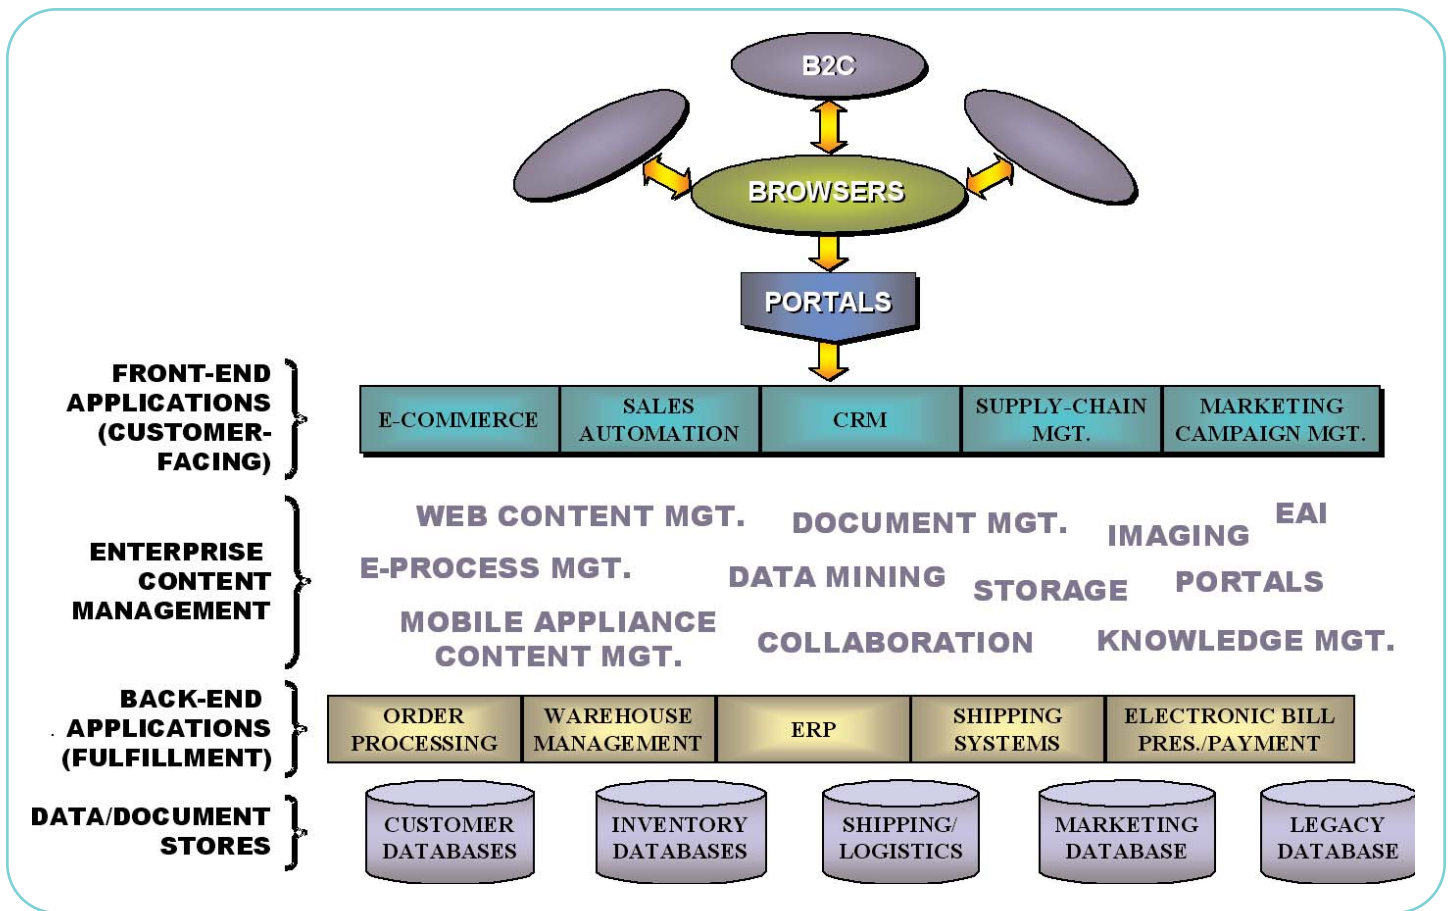 B2C
BROWSERS
PORTALS
FRONT-END
APPLICATIONS
(CUSTOMER-
FACING)
E-COMMERCE
SALES
AUTOMATION
CRM
SUPPLY-CHAIN
MGT.
MARKETING
CAMPAIGN MGT.
ENTERPRISE
CONTENT
MANAGEMENT
WEB CONTENT MGT.
DOCUMENT MGT.
IMAGING
EAI
E-PROCESS MGT.
DATA MINING
STORAGE
PORTALS
MOBILE APPLIANCE
CONTENT MGT.
COLLABORATION
KNOWLEDGE MGT.
BACK-END
. APPLICATIONS
(FULFILLMENT)
ORDER
PROCESSING
WAREHOUSE
MANAGEMENT
ERP
SHIPPING
SYSTEMS
ELECTRONIC BILL
PRES./PAYMENT
DATA/DOCUMENT
STORES
CUSTOMER
DATABASES
INVENTORY
DATABASES
SHIPPING/
LOGISTICS
MARKETING
DATABASE
LEGACY
DATABASE